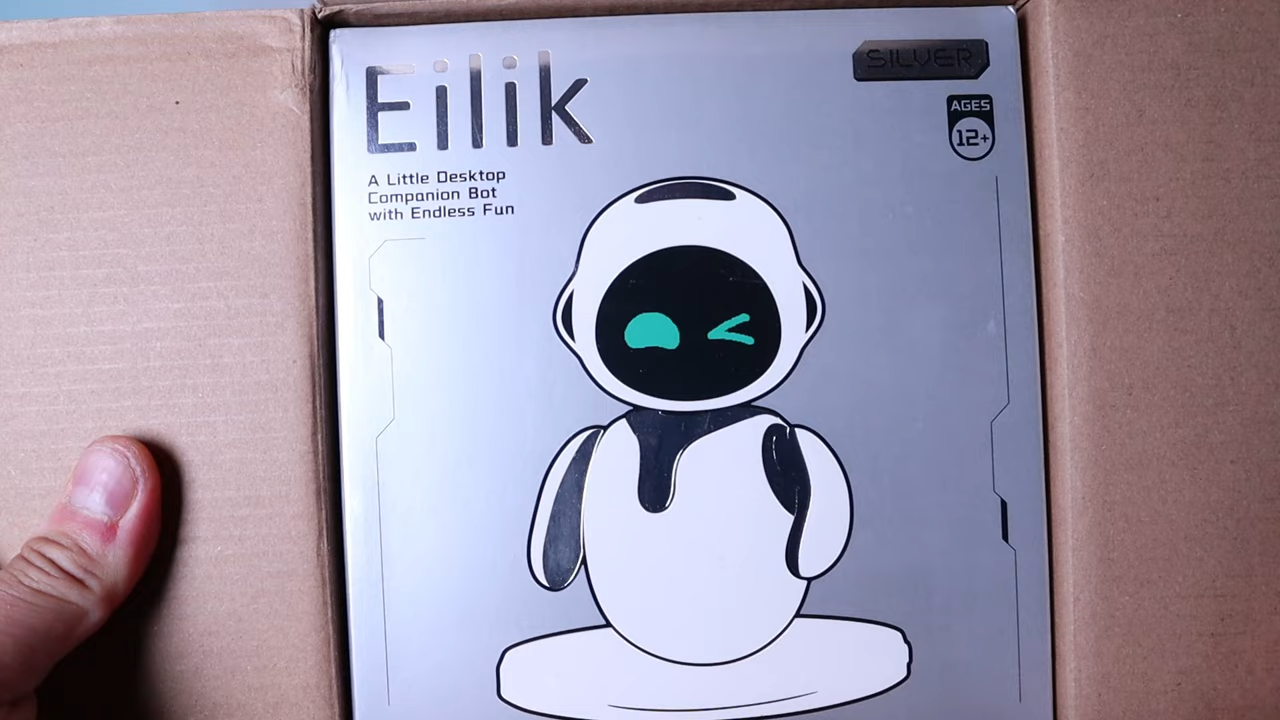 Eilik
SILVER
AGES
12+
A Little Desktop
Companion Bot
with Endless Fun